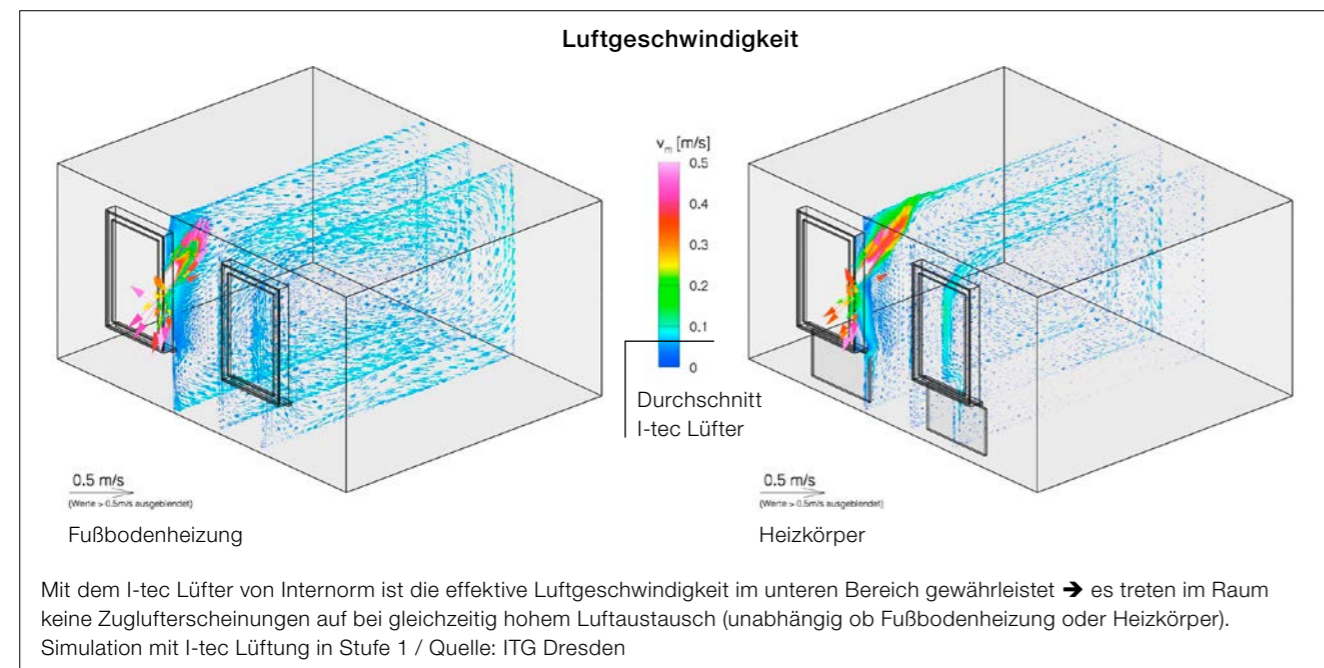 Luftgeschwindigkeit
v_m [m/s]
0.5
0.4
0.3
0.2
0.1
0
Durchschnitt
I-tec Lüfter
0.5 m/s
(Werte > 0.5m/s ausgeblendet)
Fußbodenheizung
0.5 m/s
(Werte > 0.5m/s ausgeblendet)
Heizkörper
Mit dem I-tec Lüfter von Internorm ist die effektive Luftgeschwindigkeit im unteren Bereich gewährleistet ➔ es treten im Raum
keine Zuglufterscheinungen auf bei gleichzeitig hohem Luftaustausch (unabhängig ob Fußbodenheizung oder Heizkörper).
Simulation mit I-tec Lüftung in Stufe 1 / Quelle: ITG Dresden